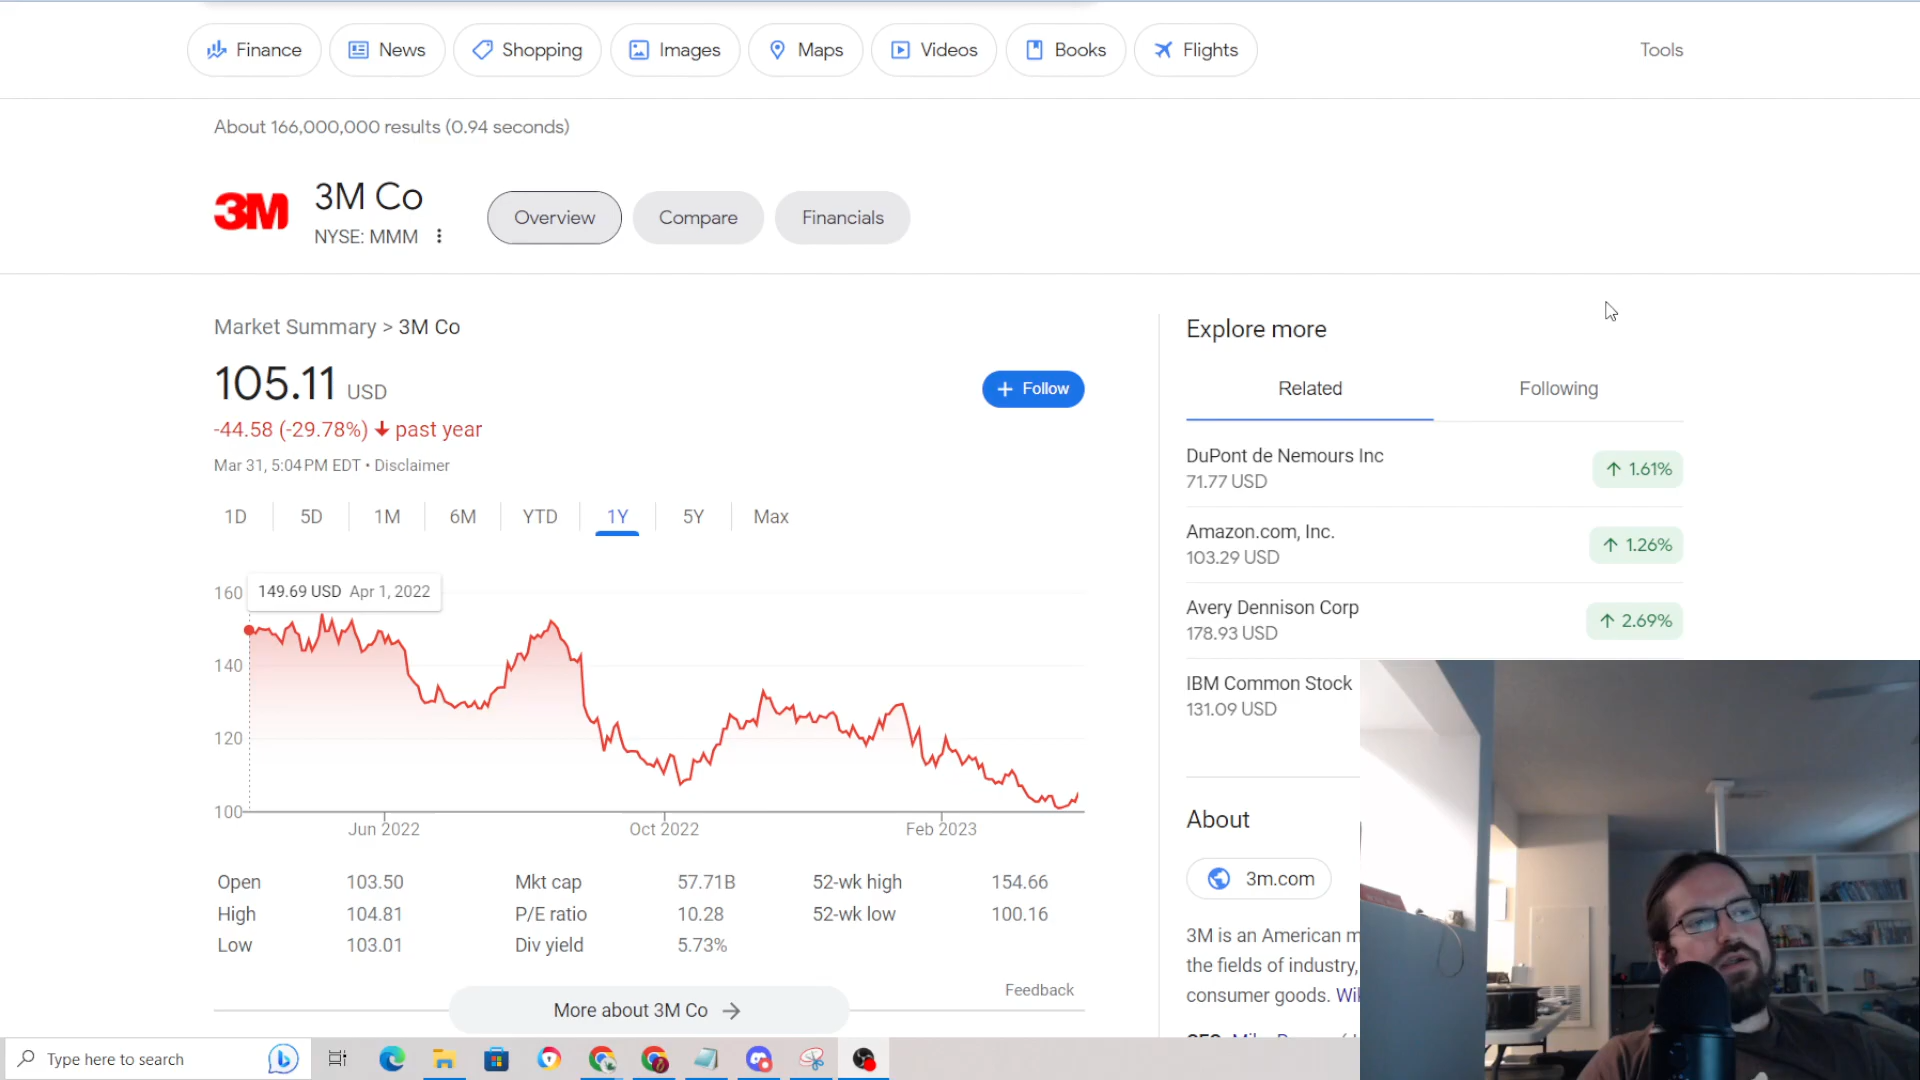 Finance News Shopping Images Maps Videos Books Flights Tools
About 166,000,000 results (0.94 seconds)
3M
3M Co
NYSE: MMM
Overview Compare Financials
Market Summary > 3M Co
105.11 USD
Follow
-44.58 (-29.78%) past year
Mar 31, 5:04 PM EDT • Disclaimer
1D 5D 1M 6M YTD 1Y 5Y Max
149.69 USD Apr 1, 2022
160
140
120
100
Jun 2022 Oct 2022 Feb 2023
Open 103.50 Mkt cap 57.71B 52-wk high 154.66
High 104.81 P/E ratio 10.28 52-wk low 100.16
Low 103.01 Div yield 5.73%
Feedback
More about 3M Co
Explore more
Related Following
DuPont de Nemours Inc
71.77 USD
1.61%
Amazon.com, Inc.
103.29 USD
1.26%
Avery Dennison Corp
178.93 USD
2.69%
IBM Common Stock
131.09 USD
About
3m.com
3M is an American m
the fields of industry,
consumer goods. Wi
Type here to search